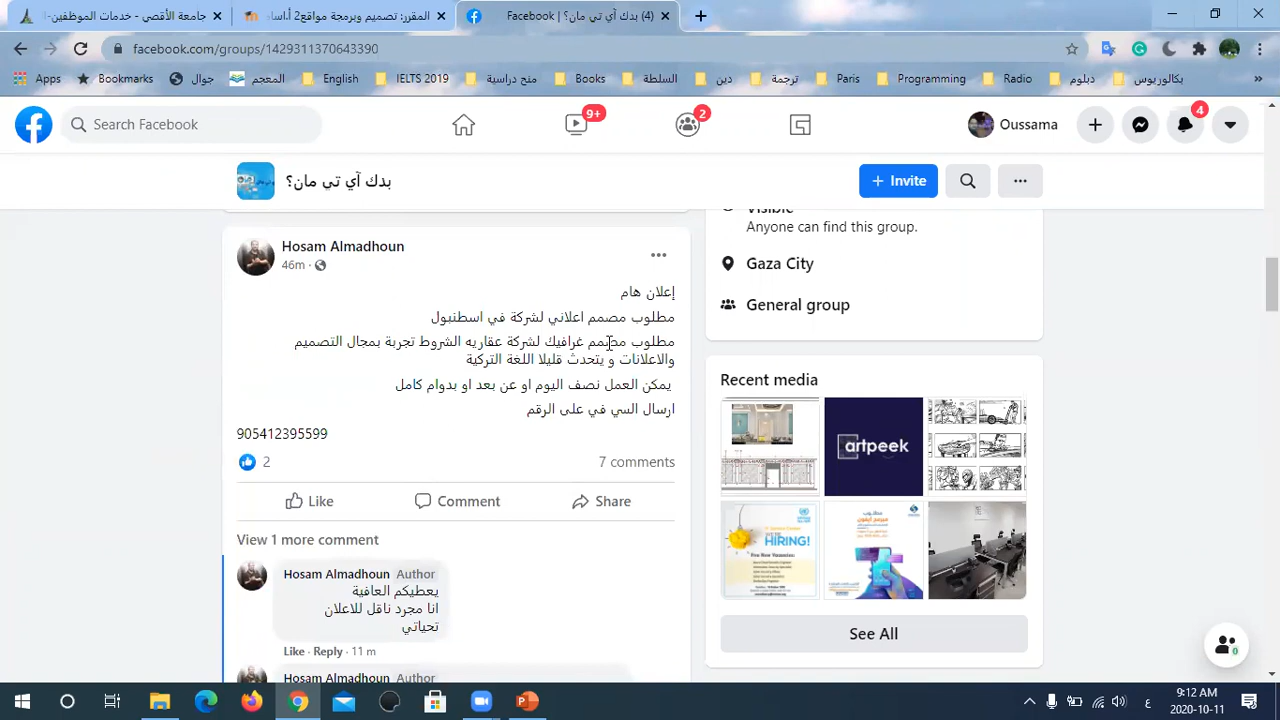 جامعة الأقصى - خدمات الموظفين-ا
المقرر: تصميم وبرمجة مواقع2 أساس
(4) بدك آي تي مان؟ | Facebook
facebook.com/groups/1429311370643390
Apps
Bookmarks
جوال
المعجم
English
IELTS 2019
منح دراسية
Books
السلطة
دين
ترجمة
Paris
Programming
Radio
دبلوم
بكالوريوس
»
Search Facebook
9+
2
Oussama
4
بدك آي تي مان؟
+ Invite
Hosam Almadhoun
46m ·
إعلان هام
مطلوب مصمم اعلاني لشركة في اسطنبول
مطلوب مصمم غرافيك لشركة عقاريه الشروط تجربة بمجال التصميم
والاعلانات و يتحدث قليلا اللغة التركية
يمكن العمل نصف اليوم او عن بعد او بدوام كامل
ارسال السي في على الرقم
905412395599
2
7 comments
Like
Comment
Share
View 1 more comment
Hosam Almadhoun Author
يعطيكم العافيه
انا مجرد ناقل
تحياتي
Like · Reply · 11 m
Hosam Almadhoun Author
Visible
Anyone can find this group.
Gaza City
General group
Recent media
artpeek
HIRING!
See All
9:12 AM
2020-10-11
ع